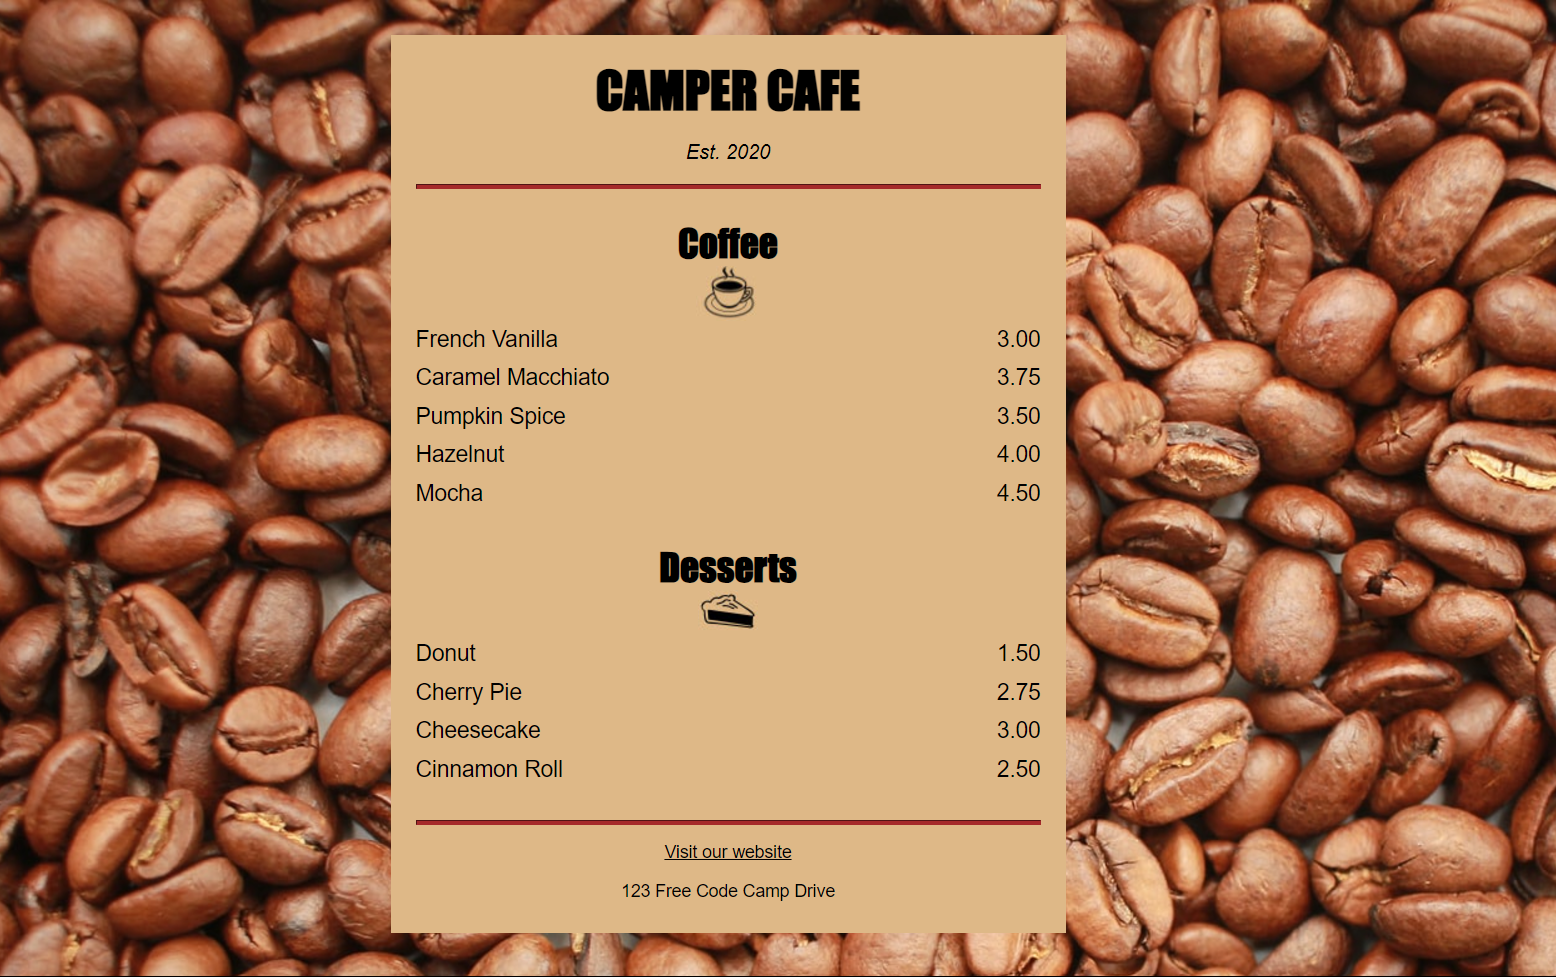 CAMPER CAFE
Est. 2020
Coffee
French Vanilla 3.00
Caramel Macchiato 3.75
Pumpkin Spice 3.50
Hazelnut 4.00
Mocha 4.50
Desserts
Donut 1.50
Cherry Pie 2.75
Cheesecake 3.00
Cinnamon Roll 2.50
Visit our website
123 Free Code Camp Drive